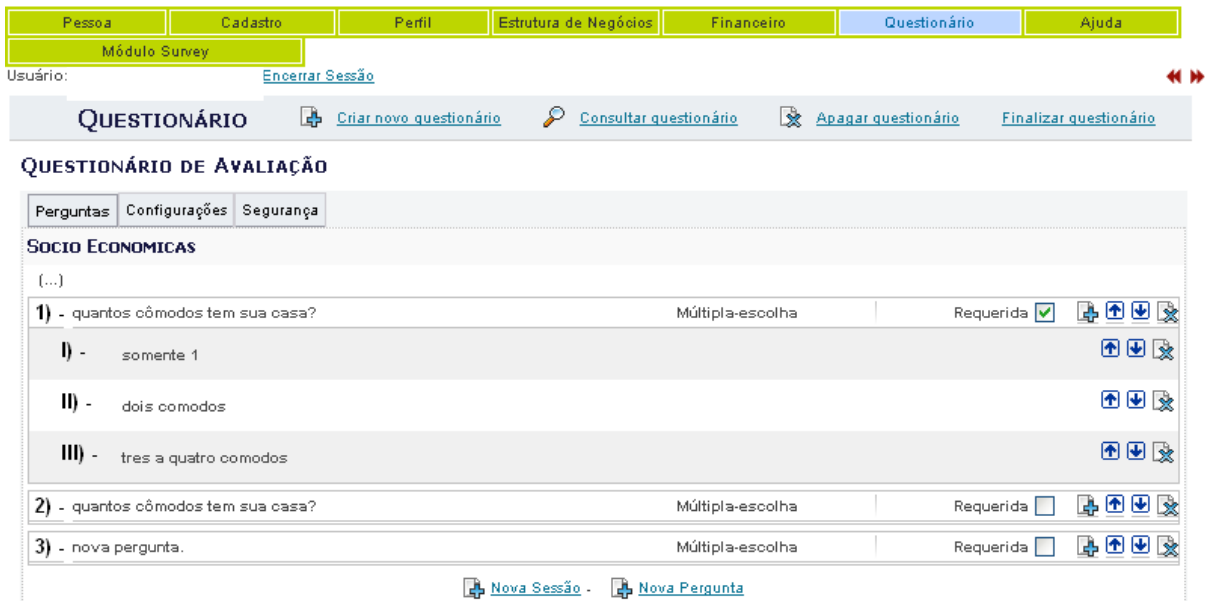 Pessoa Cadastro Perfil Estrutura de Negócios Financeiro Questionário Ajuda
Módulo Survey
Usuário: Encerrar Sessão
QUESTIONÁRIO Criar novo questionário Consultar questionário Apagar questionário Finalizar questionário
QUESTIONÁRIO DE AVALIAÇÃO
Perguntas Configurações Segurança
SOCIO ECONOMICAS
(...)
1) - quantos cômodos tem sua casa? Múltipla-escolha Requerida
I) - somente 1
II) - dois comodos
III) - tres a quatro comodos
2) - quantos cômodos tem sua casa? Múltipla-escolha Requerida
3) - nova pergunta. Múltipla-escolha Requerida
Nova Sessão - Nova Pergunta